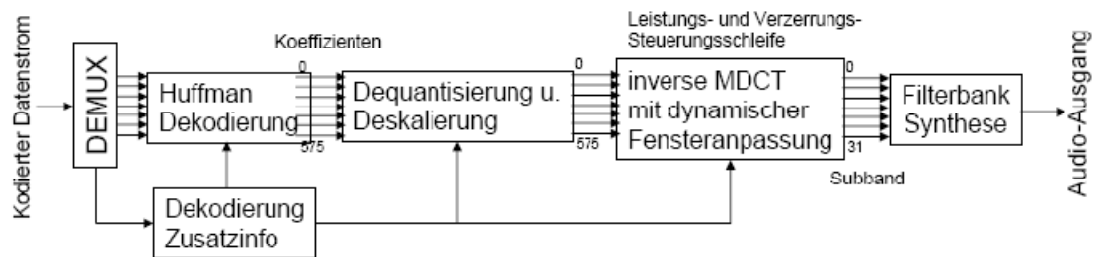 Kodierter Datenstrom
DEMUX
Huffman
Dekodierung
Koeffizienten
0
575
Dequantisierung u.
Deskalierung
0
575
Leistungs- und Verzerrungs-
Steuerungsschleife
inverse MDCT
mit dynamischer
Fensteranpassung
0
31
Subband
Filterbank
Synthese
Audio-Ausgang
Dekodierung
Zusatzinfo